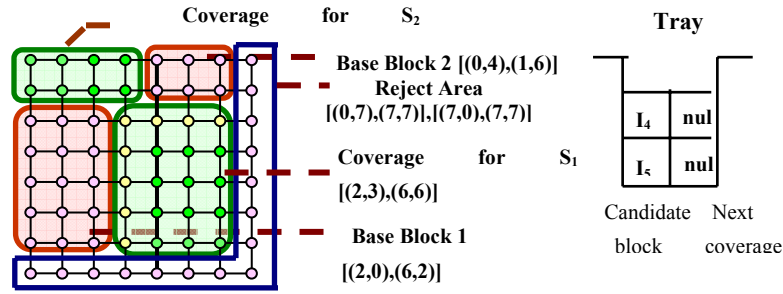 Coverage for S₂
Base Block 2 [(0,4),(1,6)]
Reject Area
[(0,7),(7,7)],[(7,0),(7,7)]
Coverage for S₁
[(2,3),(6,6)]
Base Block 1
[(2,0),(6,2)]
Tray
I₄ nul
I₅ nul
Candidate Next
block coverage